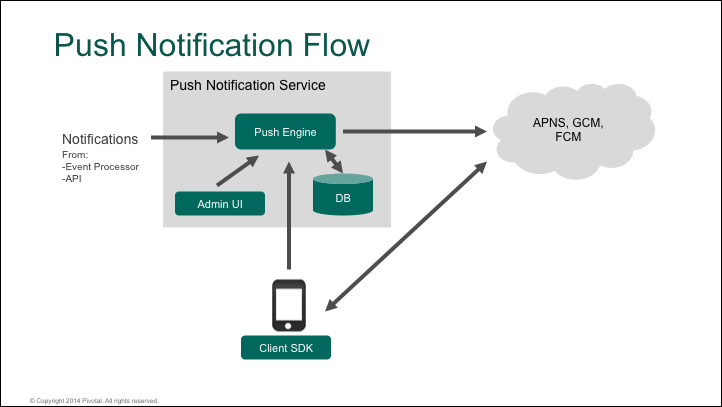 Push Notification Flow
Push Notification Service
Push Engine
APNS, GCM,
FCM
Notifications
From:
-Event Processor
-API
Admin UI
DB
Client SDK
© Copyright 2014 Pivotal. All rights reserved.